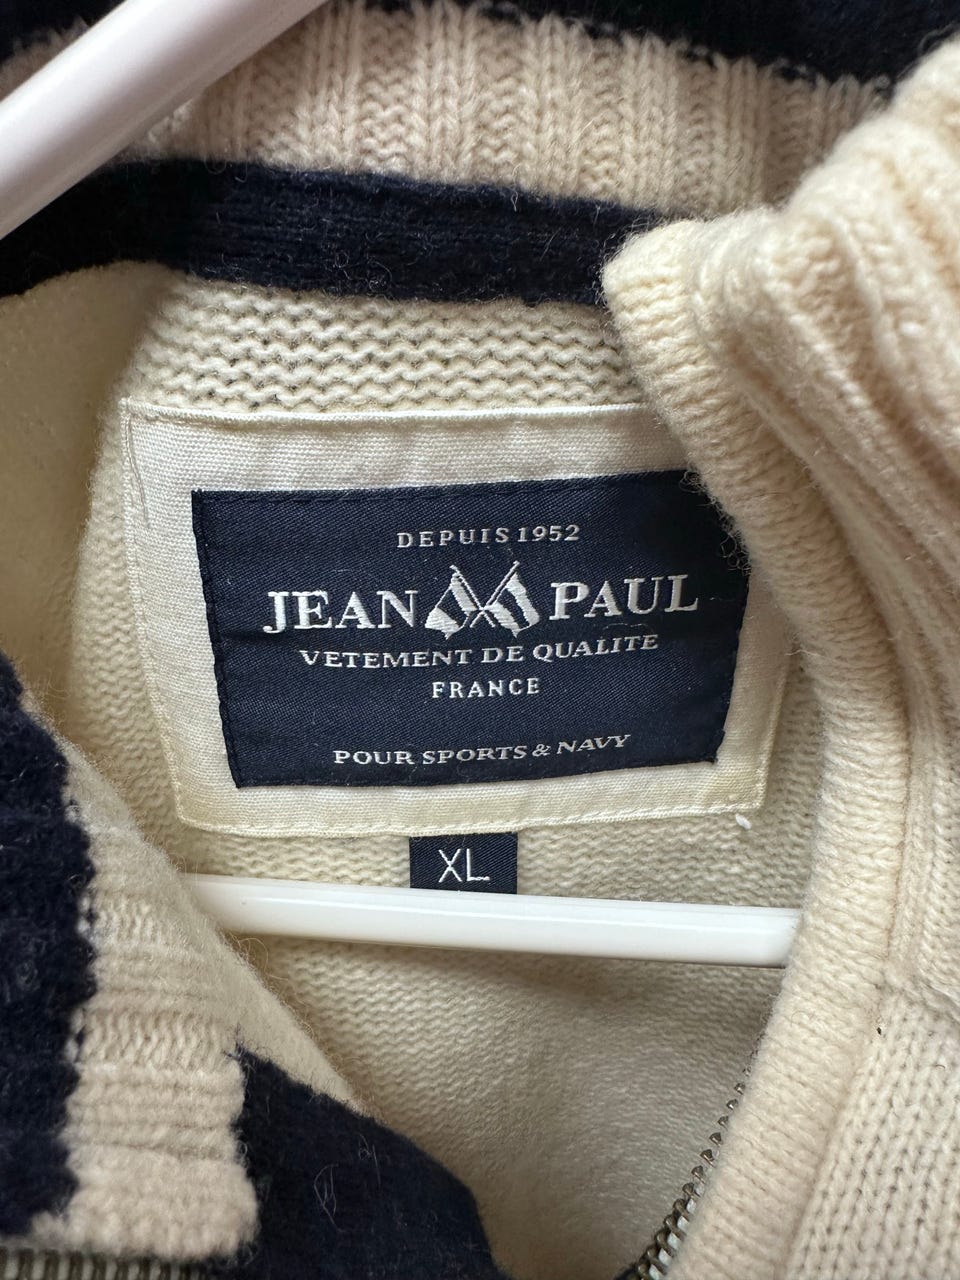 DEPUIS 1952
JEAN PAUL
VETEMENT DE QUALITE
FRANCE
POUR SPORTS & NAVY
XL